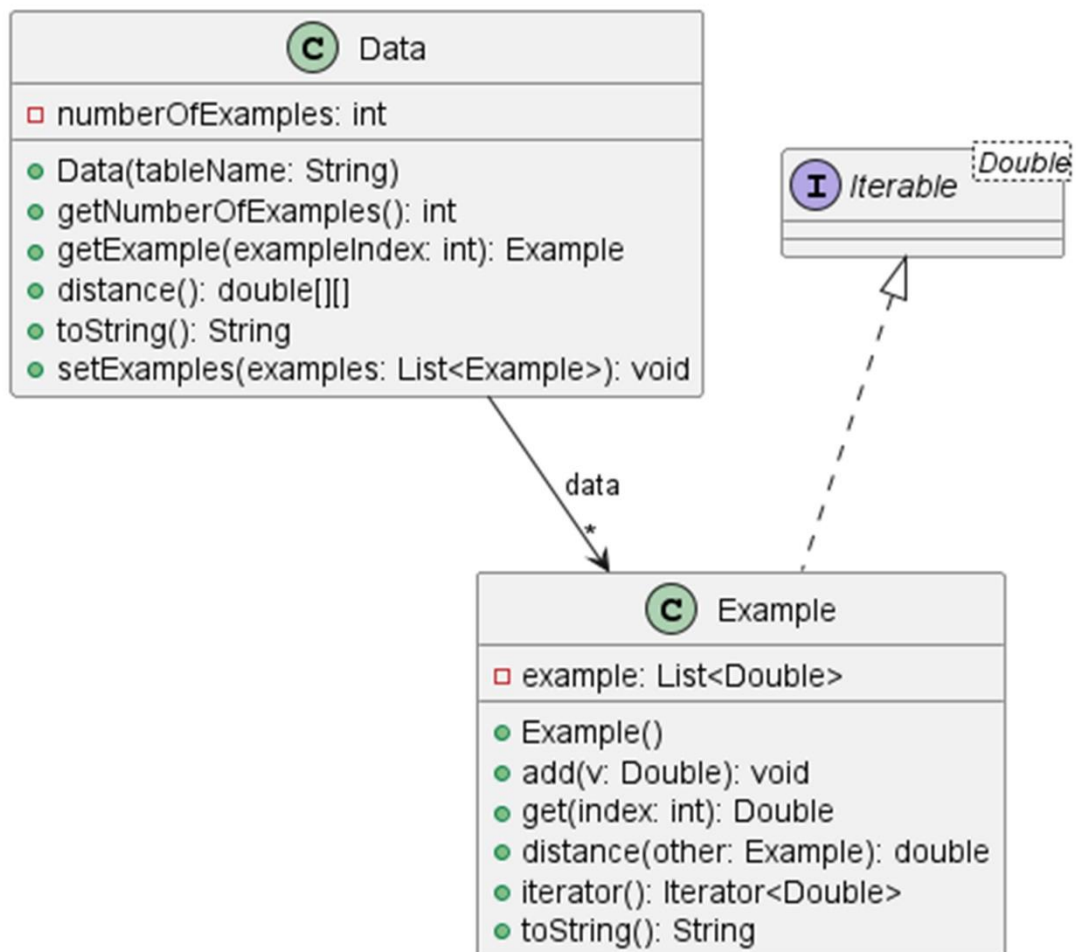 C Data
numberOfExamples: int
Data(tableName: String)
getNumberOfExamples(): int
getExample(exampleIndex: int): Example
distance(): double[][]
toString(): String
setExamples(examples: List<Example>): void
Double
I Iterable
data
*
C Example
example: List<Double>
Example()
add(v: Double): void
get(index: int): Double
distance(other: Example): double
iterator(): Iterator<Double>
toString(): String